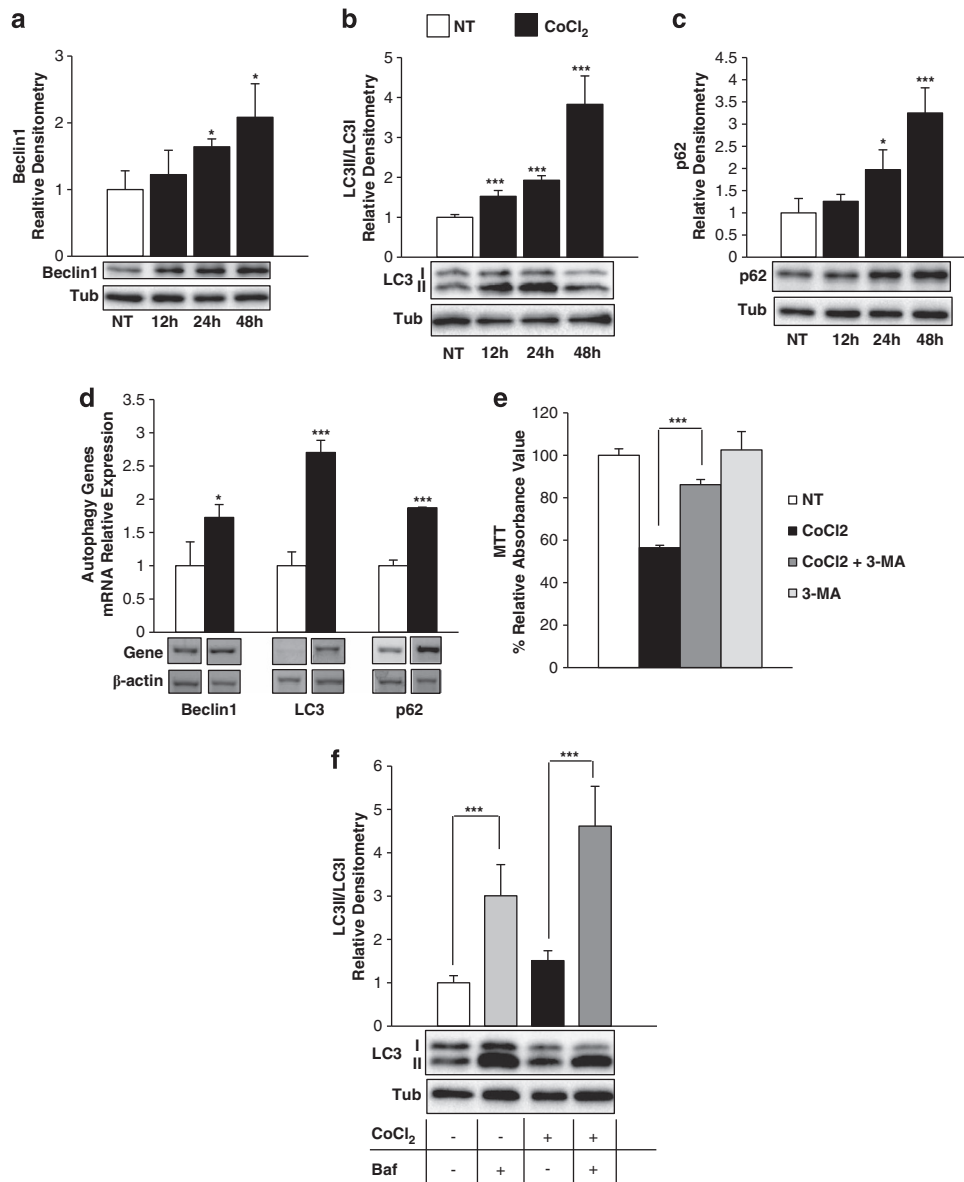 a
3
2
1
0
Beclin1
Realtive Densitometry
*
*
Beclin1
Tub
NT 12h 24h 48h
b
NT CoCl2
5
4
3
2
1
0
LC3II/LC3I
Relative Densitometry
***
***
***
LC3 I
II
Tub
NT 12h 24h 48h
c
4.5
4
3.5
3
2.5
2
1.5
1
0.5
0
p62
Relative Densitometry
*
***
p62
Tub
NT 12h 24h 48h
d
3.5
3
2.5
2
1.5
1
0.5
0
Autophagy Genes
mRNA Relative Expression
*
***
***
Gene
β-actin
Beclin1 LC3 p62
e
120
100
80
60
40
20
0
MTT
% Relative Absorbance Value
***
NT
CoCl2
CoCl2 + 3-MA
3-MA
f
6
5
4
3
2
1
0
LC3II/LC3I
Relative Densitometry
***
***
LC3 I
II
Tub
CoCl2 - - + +
Baf - + - +